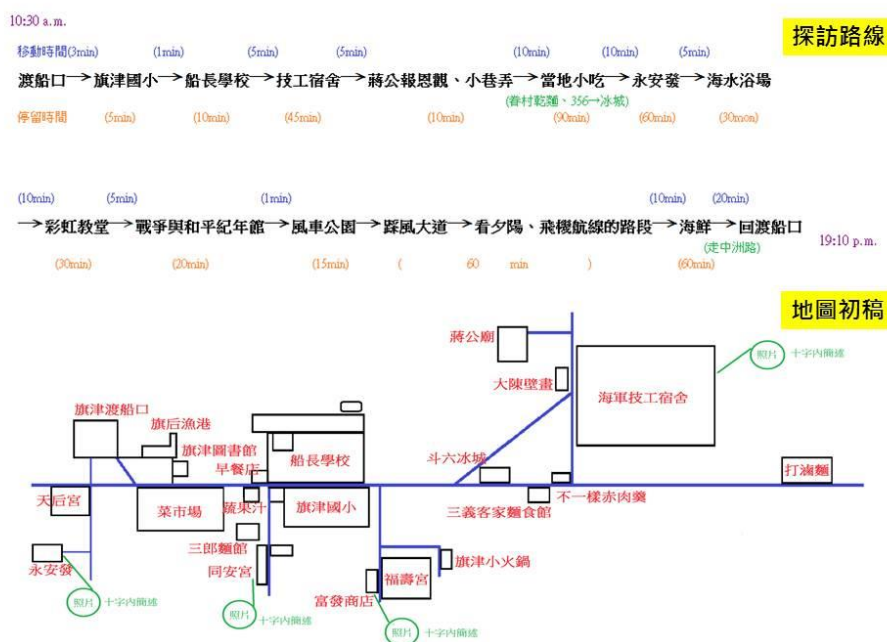 10:30 a.m.
探訪路線
移動時間(3min) (1min) (5min) (5min) (10min) (10min) (5min)
渡船口→旗津國小→船長學校→技工宿舍→蔣公報恩觀、小巷弄→當地小吃→永安發→海水浴場
(眷村乾麵、356→冰城)
停留時間 (5min) (10min) (45min) (10min) (90min) (60min) (30mon)
(10min) (5min) (1min) (10min) (20min)
→彩虹教堂→戰爭與和平紀年館→風車公園→踩風大道→看夕陽、飛機航線的路段→海鮮→回渡船口
(走中洲路)
19:10 p.m.
(30min) (20min) (15min) ( 60 min ) (60min)
地圖初稿
蔣公廟
照片 十字內簡述
大陳壁畫
海軍技工宿舍
旗津渡船口
旗后漁港
旗津圖書館
早餐店
船長學校
斗六冰城
打滷麵
天后宮
菜市場
蔬果汁
旗津國小
三義客家麵食館
不一樣赤肉羹
三郎麵館
永安發
同安宮
福壽宮
旗津小火鍋
富發商店
照片 十字內簡述
照片 十字內簡述
照片 十字內簡述